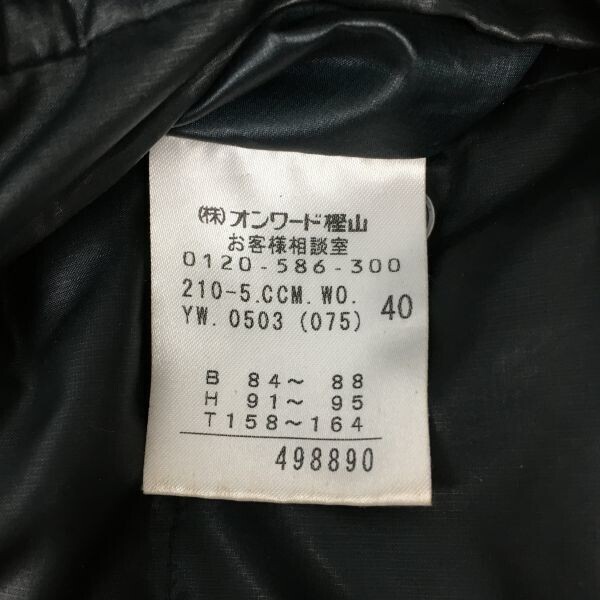 (株)オンワード樫山
お客様相談室
0120-586-300
210-5.CCM.WO.
YW.0503 (075) 40
B 84〜 88
H 91〜 95
T158〜164
498890